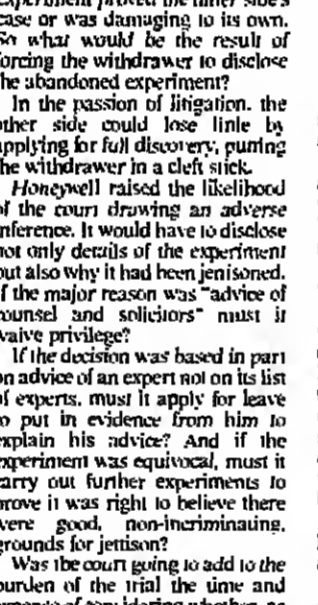 experiment proved the other side's
case or was damaging to its own.
So what would be the result of
forcing the withdrawer to disclose
the abandoned experiment?
In the passion of litigation, the
other side could lose little by
applying for full discovery, putting
the withdrawer in a cleft stick.
Honeywell raised the likelihood
of the court drawing an adverse
inference. It would have to disclose
not only details of the experiment
but also why it had been jettisoned.
If the major reason was "advice of
counsel and solicitors" must it
waive privilege?
If the decision was based in part
on advice of an expert not on its list
of experts, must it apply for leave
to put in evidence from him to
explain his advice? And if the
experiment was equivocal, must it
carry out further experiments to
prove it was right to believe there
were good, non-incriminating,
grounds for jettison?
Was the court going to add to the
burden of the trial the time and